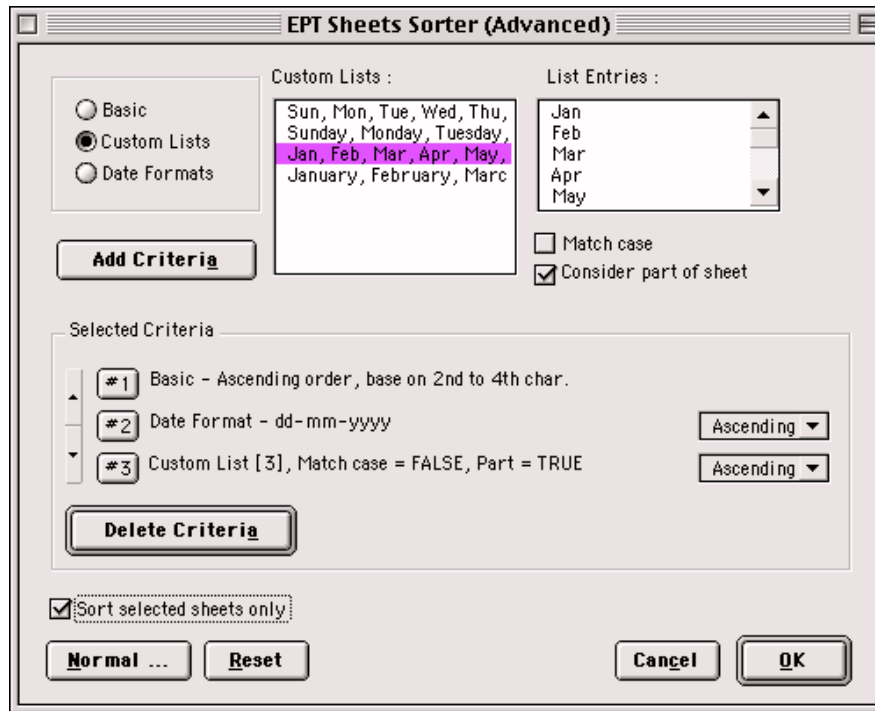 EPT Sheets Sorter (Advanced)
Basic
Custom Lists
Date Formats
Add Criteria
Custom Lists :
Sun, Mon, Tue, Wed, Thu,
Sunday, Monday, Tuesday,
Jan, Feb, Mar, Apr, May,
January, February, Marc
List Entries :
Jan
Feb
Mar
Apr
May
Match case
Consider part of sheet
Selected Criteria
#1 Basic - Ascending order, base on 2nd to 4th char.
#2 Date Format - dd-mm-yyyy Ascending
#3 Custom List [3], Match case = FALSE, Part = TRUE Ascending
Delete Criteria
Sort selected sheets only
Normal ... Reset Cancel OK